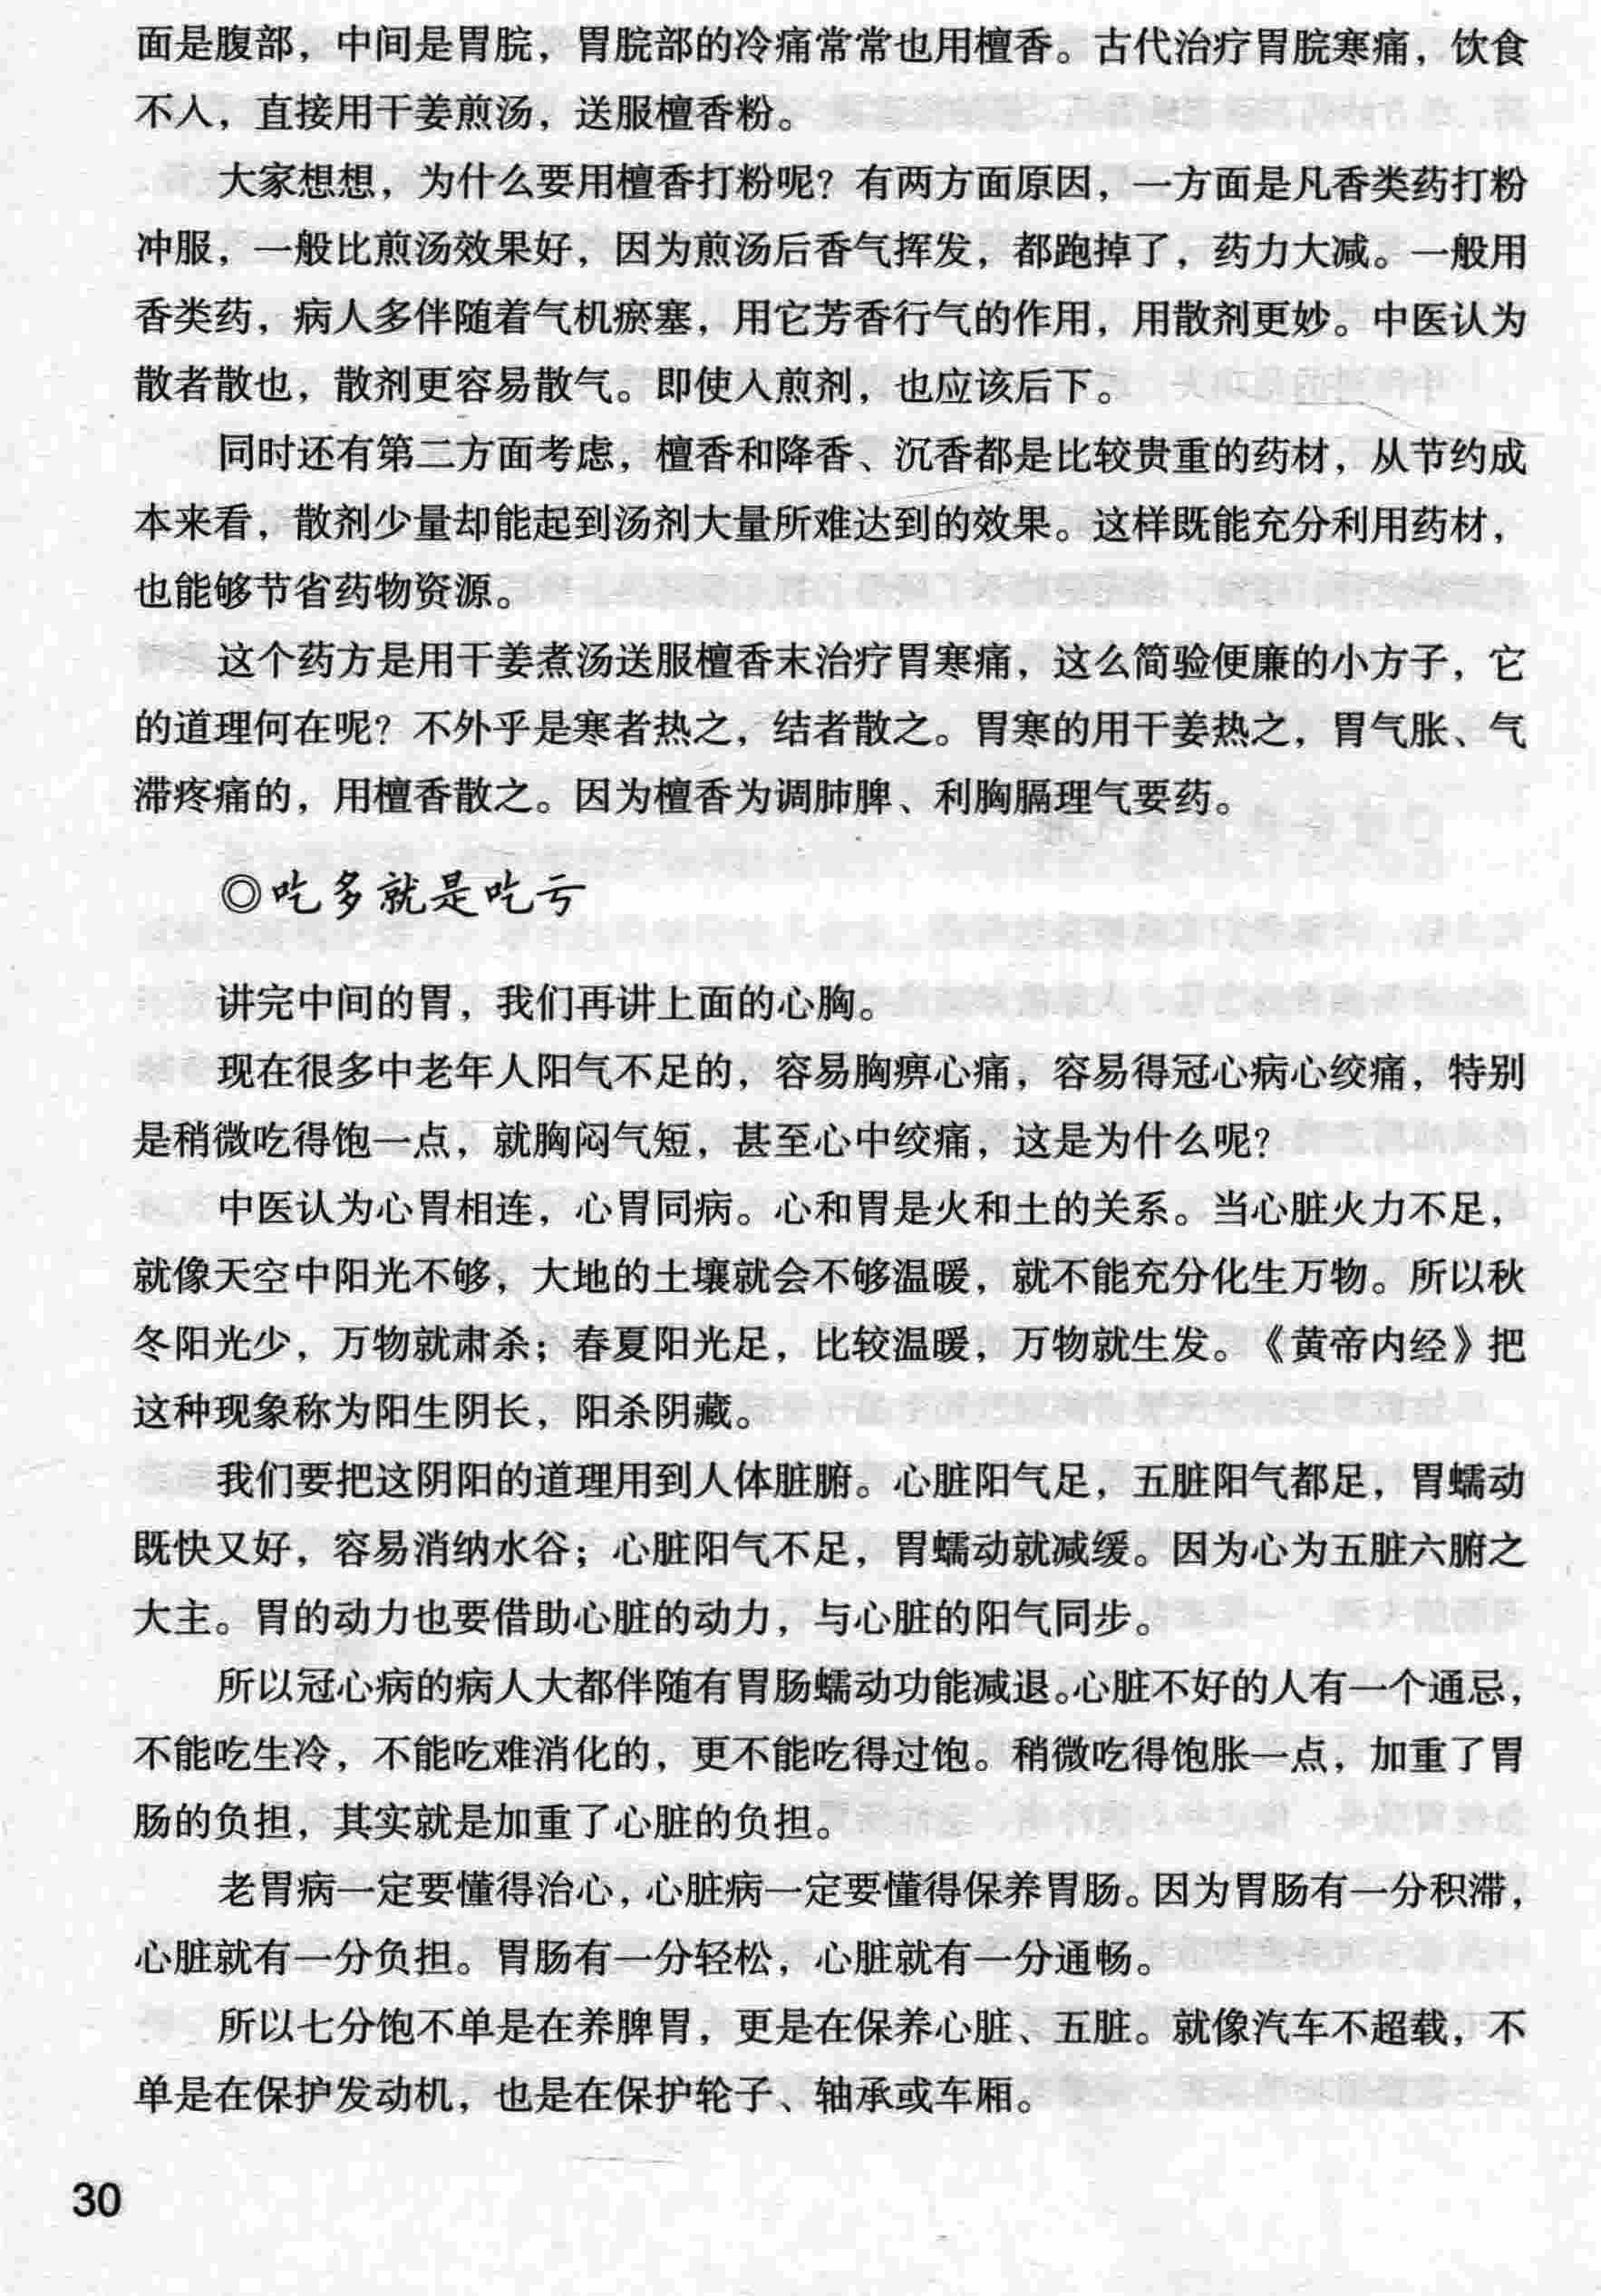 面是腹部，中间是胃脘，胃脘部的冷痛常常也用檀香。古代治疗胃脘寒痛，饮食
不入，直接用干姜煎汤，送服檀香粉。
大家想想，为什么要用檀香打粉呢？有两方面原因，一方面是凡香类药打粉
冲服，一般比煎汤效果好，因为煎汤后香气挥发，都跑掉了，药力大减。一般用
香类药，病人多伴随着气机瘀塞，用它芳香行气的作用，用散剂更妙。中医认为
散者散也，散剂更容易散气。即使入煎剂，也应该后下。
同时还有第二方面考虑，檀香和降香、沉香都是比较贵重的药材，从节约成
本来看，散剂少量却能起到汤剂大量所难达到的效果。这样既能充分利用药材，
也能够节省药物资源。
这个药方是用干姜煮汤送服檀香末治疗胃寒痛，这么简验便廉的小方子，它
的道理何在呢？不外乎是寒者热之，结者散之。胃寒的用干姜热之，胃气胀、气
滞疼痛的，用檀香散之。因为檀香为调肺脾、利胸膈理气要药。
◎吃多就是吃亏
讲完中间的胃，我们再讲上面的心胸。
现在很多中老年人阳气不足的，容易胸痹心痛，容易得冠心病心绞痛，特别
是稍微吃得饱一点，就胸闷气短，甚至心中绞痛，这是为什么呢？
中医认为心胃相连，心胃同病。心和胃是火和土的关系。当心脏火力不足，
就像天空中阳光不够，大地的土壤就会不够温暖，就不能充分化生万物。所以秋
冬阳光少，万物就肃杀；春夏阳光足，比较温暖，万物就生发。《黄帝内经》把
这种现象称为阳生阴长，阳杀阴藏。
我们要把这阴阳的道理用到人体脏腑。心脏阳气足，五脏阳气都足，胃蠕动
既快又好，容易消纳水谷；心脏阳气不足，胃蠕动就减缓。因为心为五脏六腑之
大主。胃的动力也要借助心脏的动力，与心脏的阳气同步。
所以冠心病的病人大都伴随有胃肠蠕动功能减退。心脏不好的人有一个通忌，
不能吃生冷，不能吃难消化的，更不能吃得过饱。稍微吃得饱胀一点，加重了胃
肠的负担，其实就是加重了心脏的负担。
老胃病一定要懂得治心，心脏病一定要懂得保养胃肠。因为胃肠有一分积滞，
心脏就有一分负担。胃肠有一分轻松，心脏就有一分通畅。
所以七分饱不单是在养脾胃，更是在保养心脏、五脏。就像汽车不超载，不
单是在保护发动机，也是在保护轮子、轴承或车厢。
30